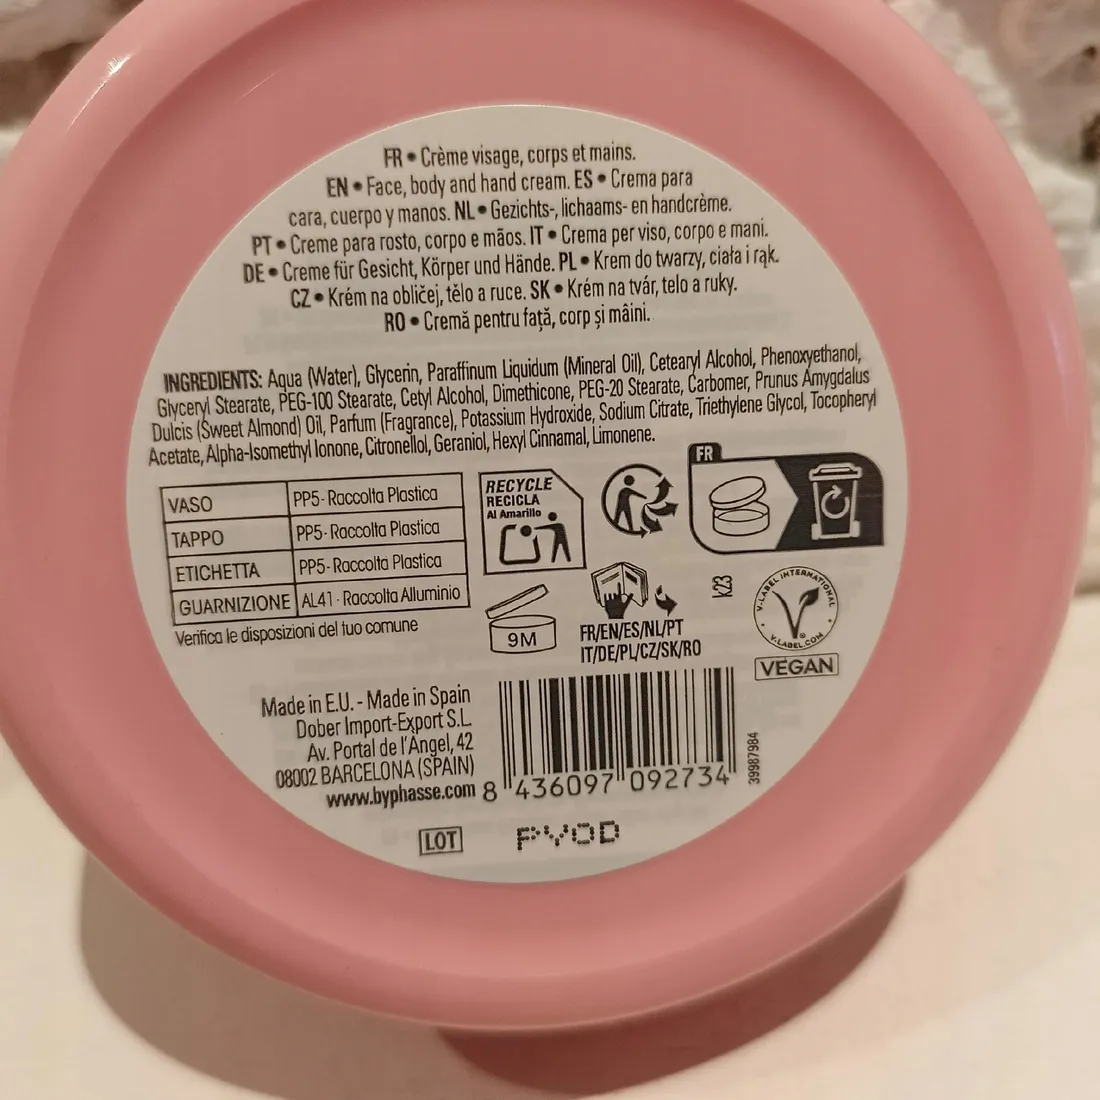 FR • Crème visage, corps et mains.
EN • Face, body and hand cream. ES • Crema para
cara, cuerpo y manos. NL • Gezichts-, lichaams- en handcrème.
PT • Creme para rosto, corpo e mãos. IT • Crema per viso, corpo e mani.
DE • Creme für Gesicht, Körper und Hände. PL • Krem do twarzy, ciała i rąk.
CZ • Krém na obličej, tělo a ruce. SK • Krém na tvár, telo a ruky.
RO • Cremă pentru față, corp și mâini.
INGREDIENTS: Aqua (Water), Glycerin, Paraffinum Liquidum (Mineral Oil), Cetearyl Alcohol, Phenoxyethanol,
Glyceryl Stearate, PEG-100 Stearate, Cetyl Alcohol, Dimethicone, PEG-20 Stearate, Carbomer, Prunus Amygdalus
Dulcis (Sweet Almond) Oil, Parfum (Fragrance), Potassium Hydroxide, Sodium Citrate, Triethylene Glycol, Tocopheryl
Acetate, Alpha-Isomethyl Ionone, Citronellol, Geraniol, Hexyl Cinnamal, Limonene.
VASO PP5- Raccolta Plastica
TAPPO PP5- Raccolta Plastica
ETICHETTA PP5- Raccolta Plastica
GUARNIZIONE AL41 - Raccolta Alluminio
Verifica le disposizioni del tuo comune
RECYCLE
RECICLA
Al Amarillo
FR
9M
FR/EN/ES/NL/PT
IT/DE/PL/CZ/SK/RO
V-LABEL INTERNATIONAL
V-LABEL.COM
VEGAN
Made in E.U. - Made in Spain
Dober Import-Export S.L.
Av. Portal de l'Àngel, 42
08002 BARCELONA (SPAIN)
www.byphasse.com
8 436097 092734
39987984
LOT